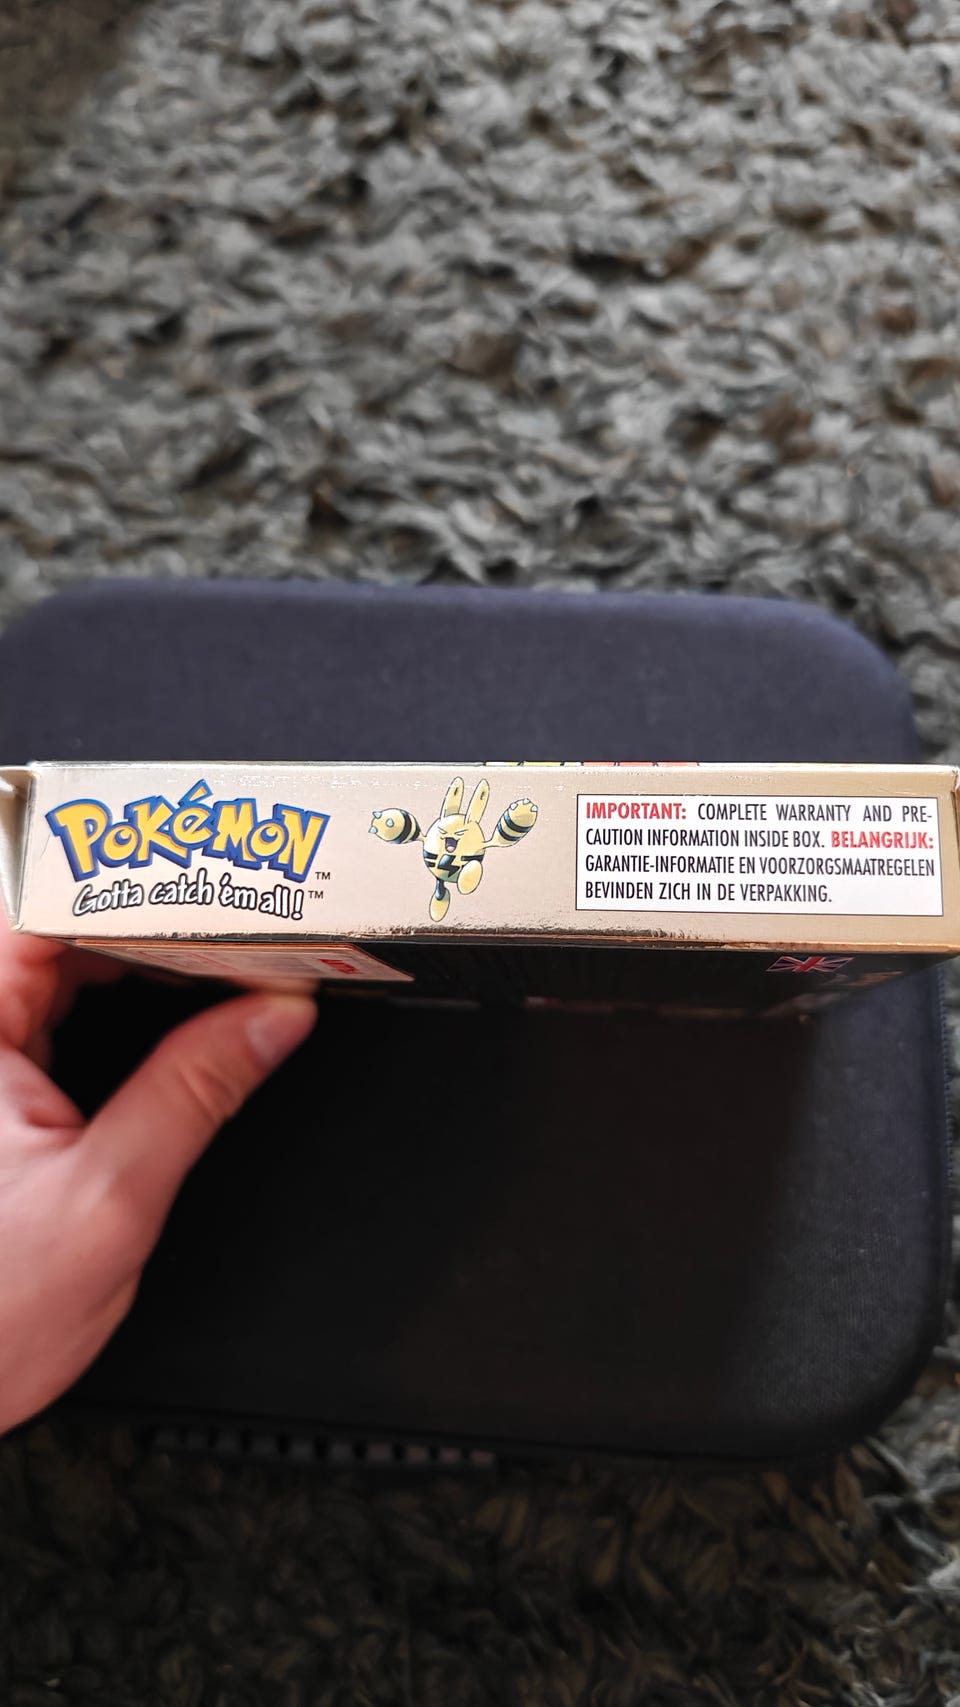 POKéMON™
Gotta catch 'em all!™
IMPORTANT: COMPLETE WARRANTY AND PRE-
CAUTION INFORMATION INSIDE BOX. BELANGRIJK:
GARANTIE-INFORMATIE EN VOORZORGSMAATREGELEN
BEVINDEN ZICH IN DE VERPAKKING.